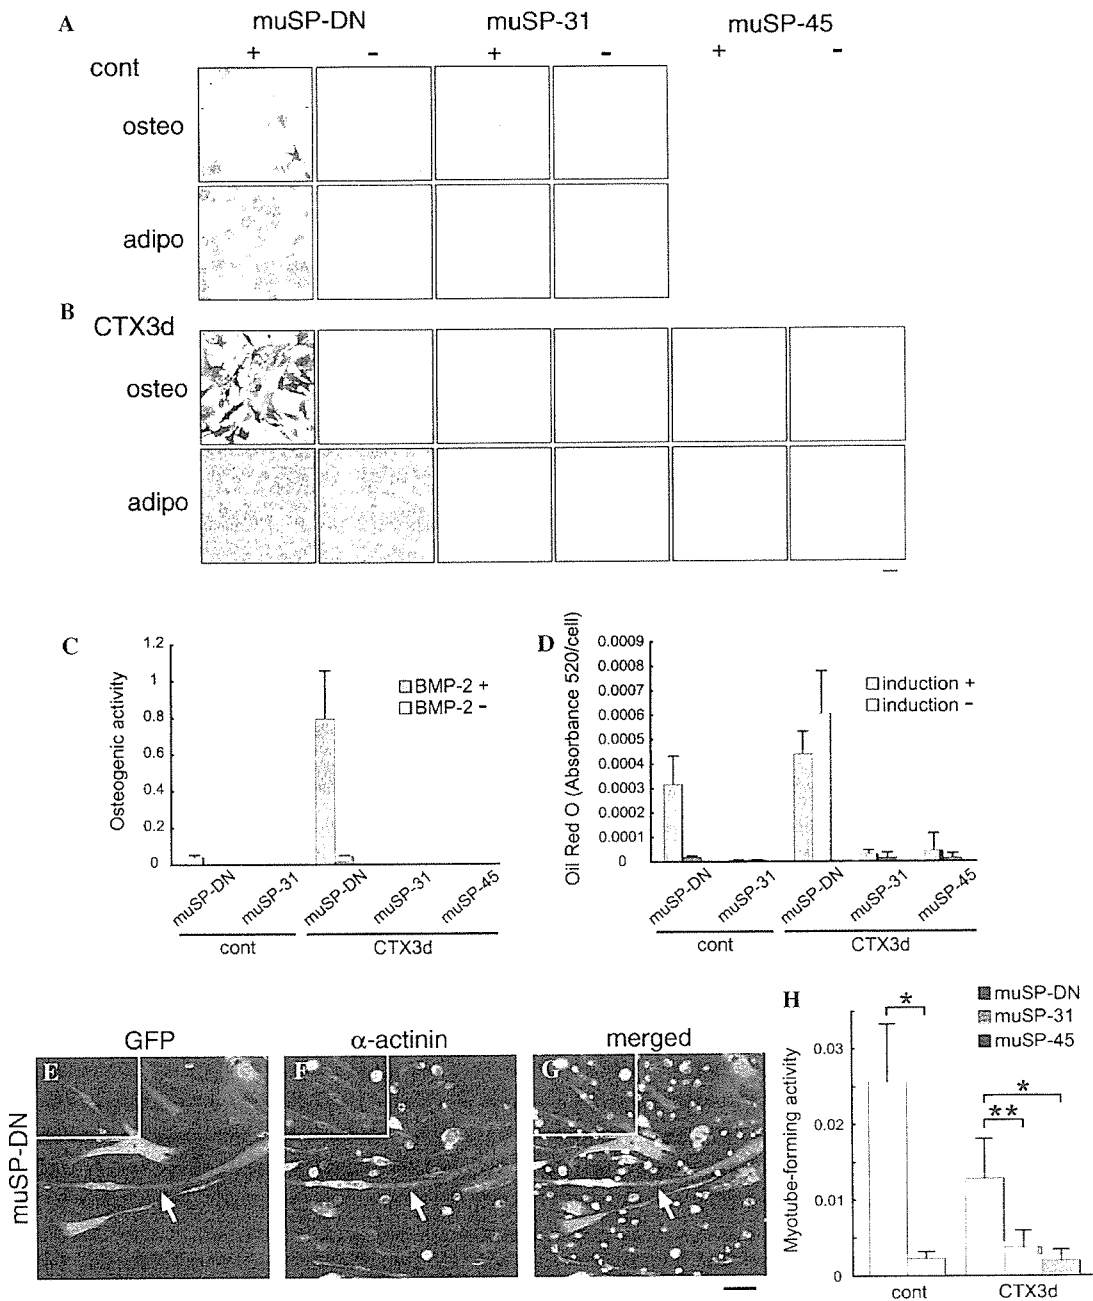 A
muSP-DN muSP-31 muSP-45
+ - + - + -
cont
osteo
adipo
B
CTX3d
osteo
adipo
C
Osteogenic activity
1.2
1
0.8
0.6
0.4
0.2
0
BMP-2 +
BMP-2 -
muSP-DN muSP-31 muSP-DN muSP-31 muSP-45
cont CTX3d
D
Oil Red O (Absorbance 520/cell)
0.0009
0.0008
0.0007
0.0006
0.0005
0.0004
0.0003
0.0002
0.0001
0
induction +
induction -
muSP-DN muSP-31 muSP-DN muSP-31 muSP-45
cont CTX3d
GFP α-actinin merged
muSP-DN
E F G
H
muSP-DN
muSP-31
muSP-45
Myotube-forming activity
0.03
0.02
0.01
0
*
*
**
cont CTX3d